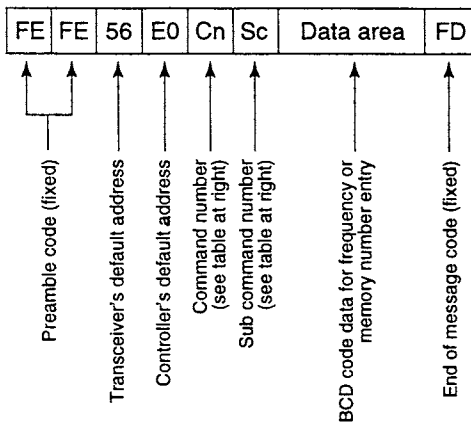 FE FE 56 E0 Cn Sc Data area FD
Preamble code (fixed)
Transceiver's default address
Controller's default address
Command number
(see table at right)
Sub command number
(see table at right)
BCD code data for frequency or
memory number entry
End of message code (fixed)